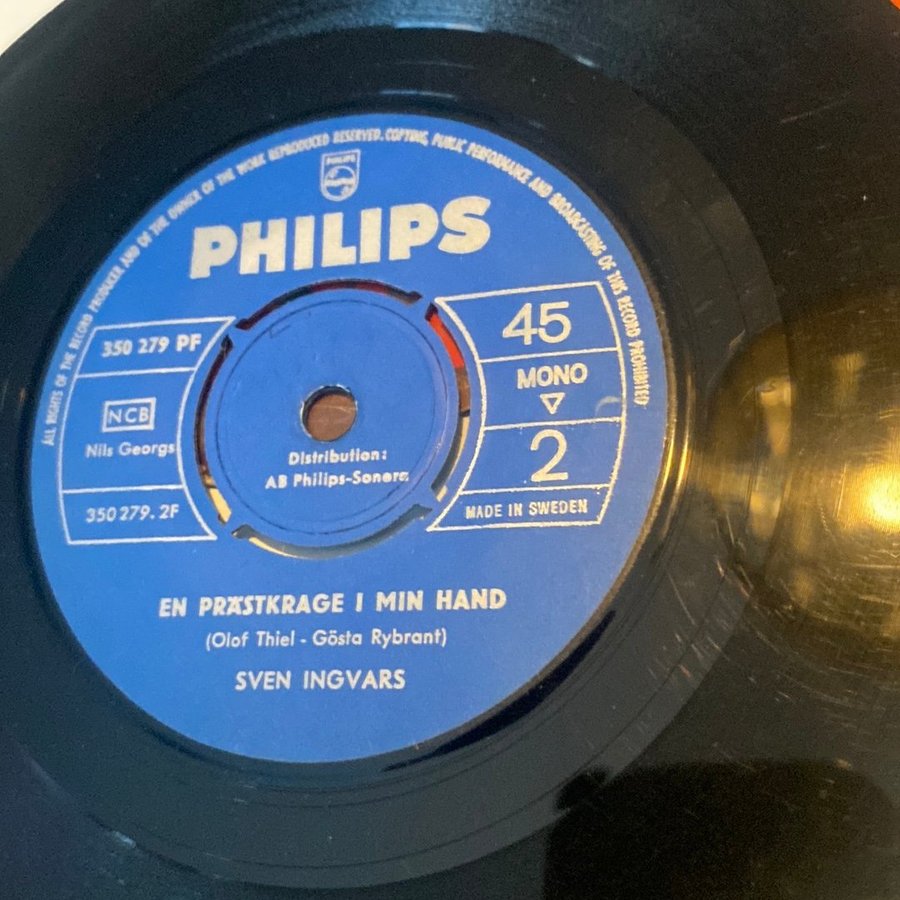 ALL RIGHTS OF THE RECORD PRODUCER AND OF THE OWNER OF THE WORK REPRODUCED RESERVED. COPYING, PUBLIC PERFORMANCE AND BROADCASTING OF THIS RECORD PROHIBITED
PHILIPS
PHILIPS
350 279 PF
NCB
Nils Georgs
350 279. 2F
Distribution:
AB Philips-Sonora
45
MONO
2
MADE IN SWEDEN
EN PRÄSTKRAGE I MIN HAND
(Olof Thiel - Gösta Rybrant)
SVEN INGVARS